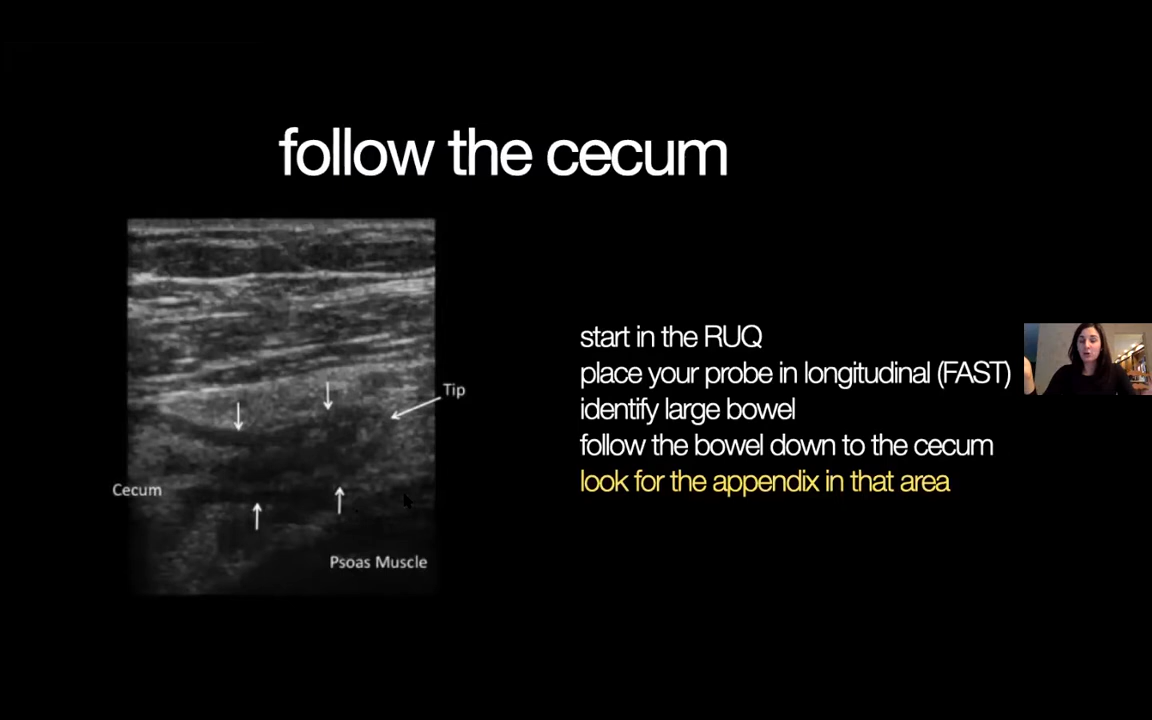 follow the cecum
Tip
Cecum
Psoas Muscle
start in the RUQ
place your probe in longitudinal (FAST)
identify large bowel
follow the bowel down to the cecum
look for the appendix in that area